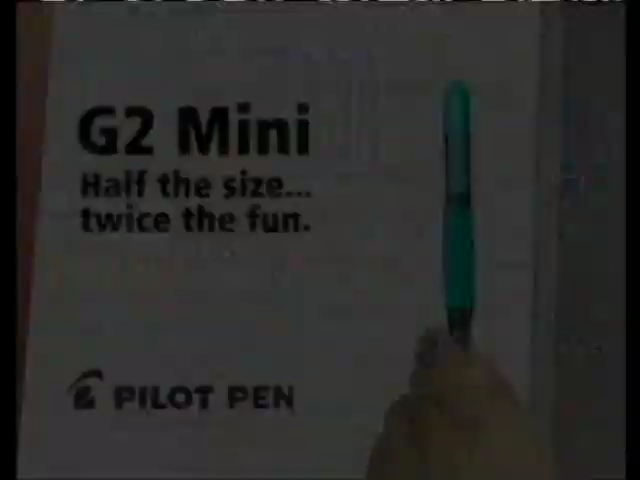 G2 Mini
Half the size...
twice the fun.
PILOT PEN